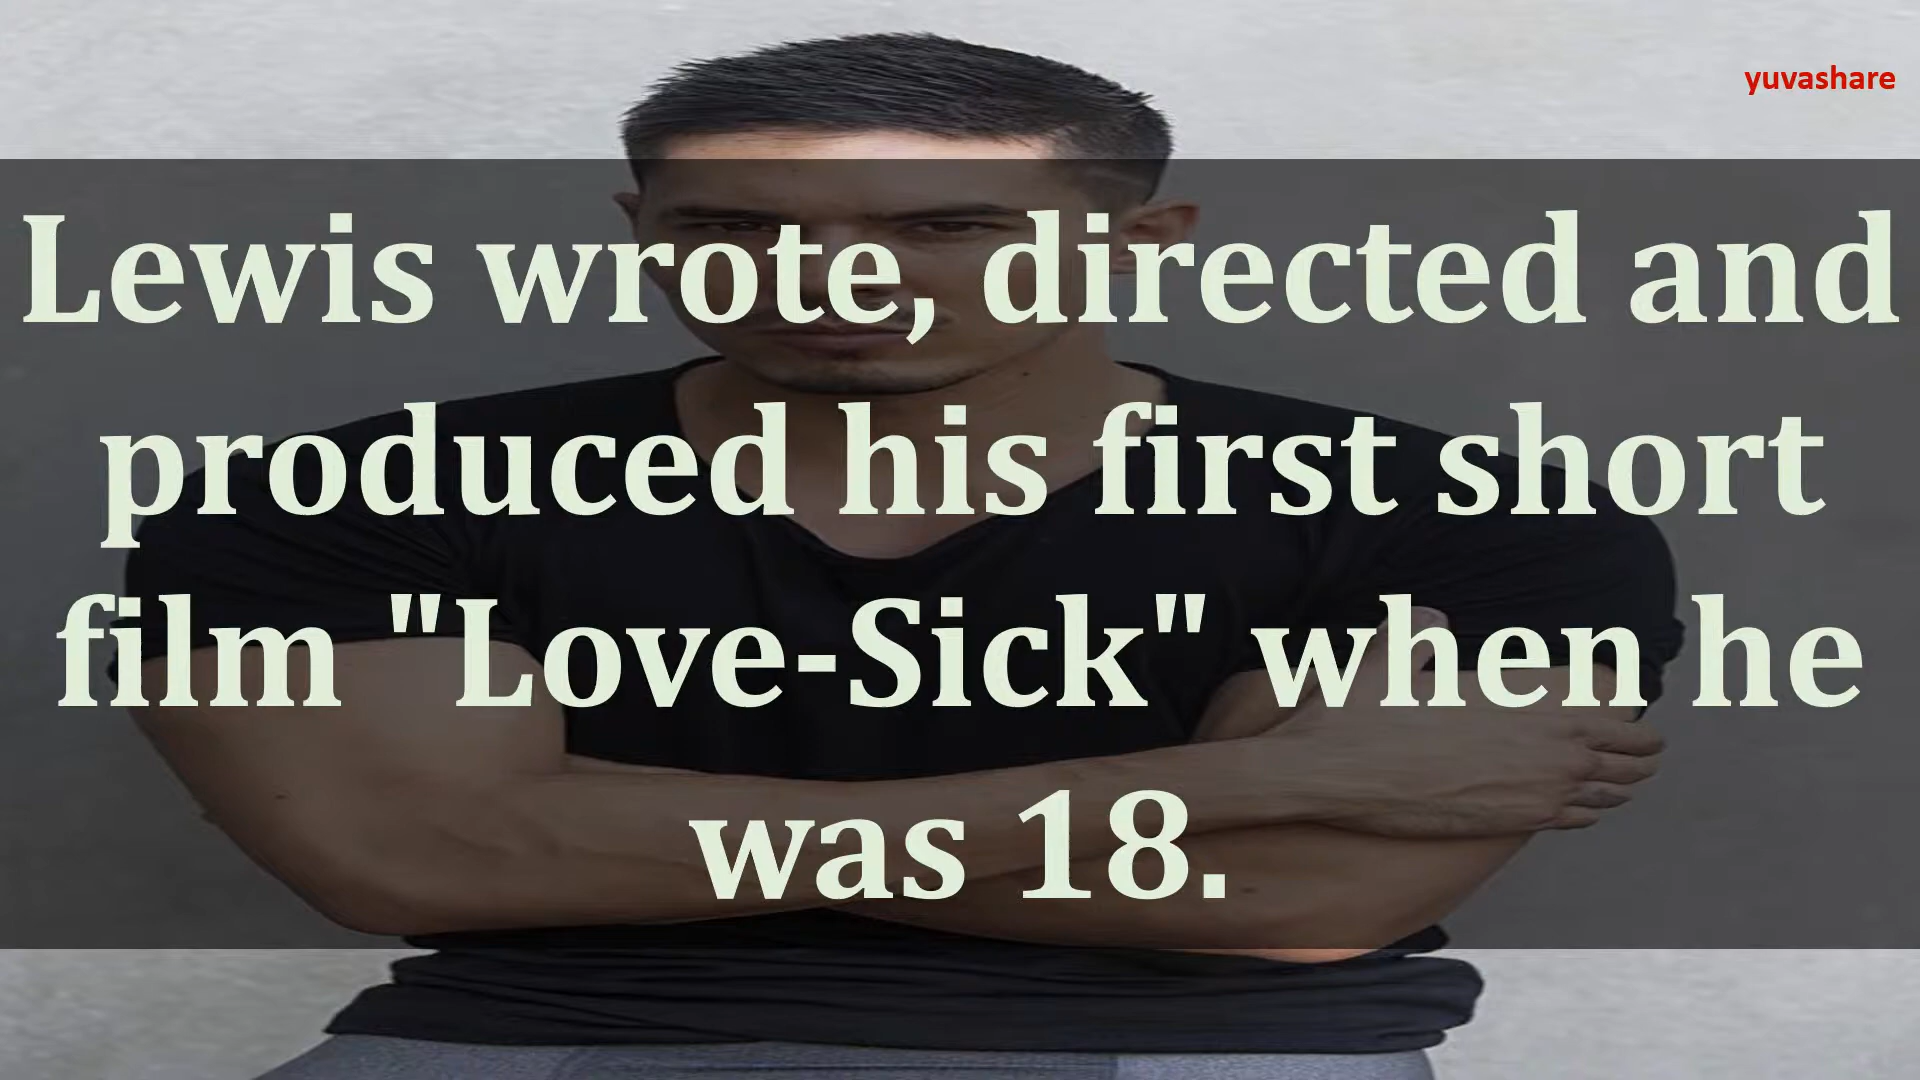 yuvashare
Lewis wrote, directed and
produced his first short
film "Love-Sick" when he
was 18.